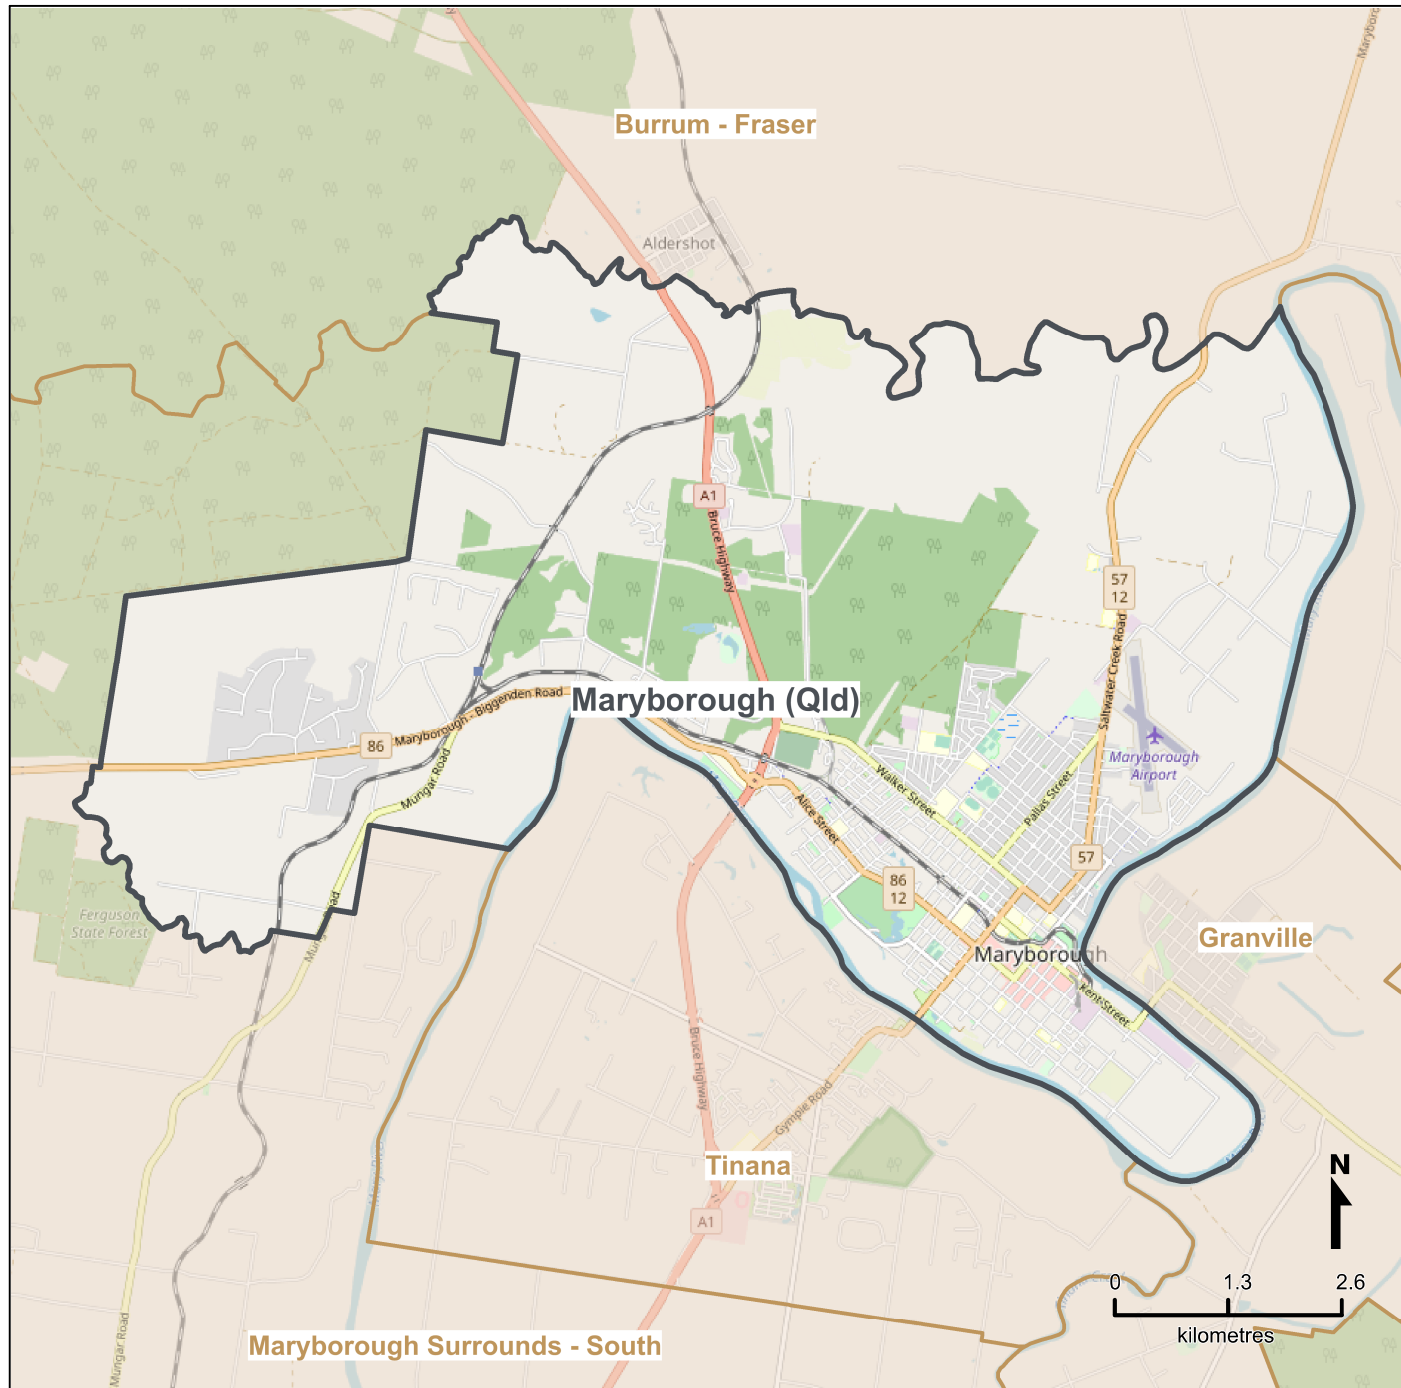 Burrum - Fraser
Aldershot
A1
Bruce Highway
57
12
Saltwater Creek Road
Maryborough (Qld)
Maryborough - Biggenden Road
86
Mungar Road
Maryborough
Airport
Walker Street
Pallas Street
Alice Street
57
86
12
Ferguson
State Forest
Granville
Maryborough
Kent Street
Bruce Highway
Gympie Road
Tinana
A1
N
0 1.3 2.6
kilometres
Maryborough Surrounds - South
Mungar Road